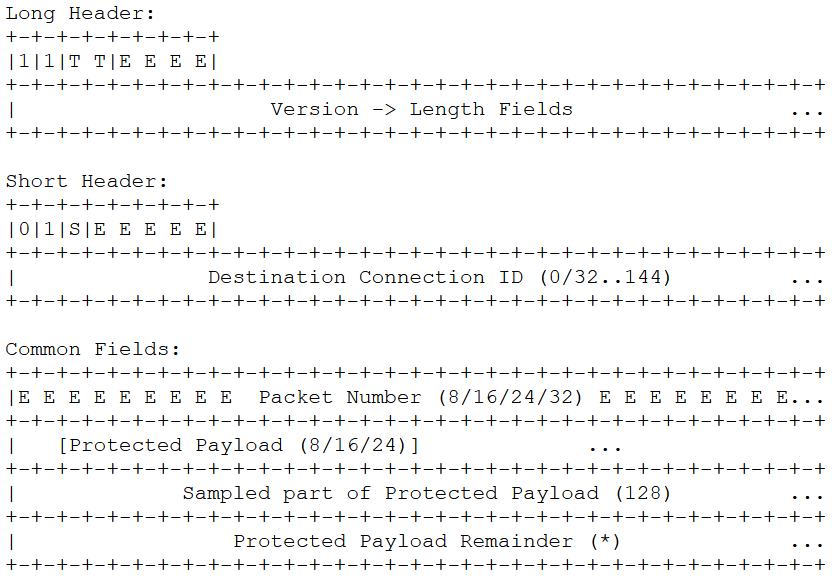 Long Header:
+-+-+-+-+-+-+-+-+
|1|1|T T|E E E E|
+-+-+-+-+-+-+-+-+-+-+-+-+-+-+-+-+-+-+-+-+-+-+-+-+-+-+-+-+-+-+-+-+
|                    Version -> Length Fields                 ...
+-+-+-+-+-+-+-+-+-+-+-+-+-+-+-+-+-+-+-+-+-+-+-+-+-+-+-+-+-+-+-+-+

Short Header:
+-+-+-+-+-+-+-+-+
|0|1|S|E E E E E|
+-+-+-+-+-+-+-+-+-+-+-+-+-+-+-+-+-+-+-+-+-+-+-+-+-+-+-+-+-+-+-+-+
|               Destination Connection ID (0/32..144)         ...
+-+-+-+-+-+-+-+-+-+-+-+-+-+-+-+-+-+-+-+-+-+-+-+-+-+-+-+-+-+-+-+-+

Common Fields:
+-+-+-+-+-+-+-+-+-+-+-+-+-+-+-+-+-+-+-+-+-+-+-+-+-+-+-+-+-+-+-+-+
|E E E E E E E E E  Packet Number (8/16/24/32) E E E E E E E E...
+-+-+-+-+-+-+-+-+-+-+-+-+-+-+-+-+-+-+-+-+-+-+-+-+-+-+-+-+-+-+-+-+
|   [Protected Payload (8/16/24)]             ...
+-+-+-+-+-+-+-+-+-+-+-+-+-+-+-+-+-+-+-+-+-+-+-+-+-+-+-+-+-+-+-+-+
|             Sampled part of Protected Payload (128)         ...
+-+-+-+-+-+-+-+-+-+-+-+-+-+-+-+-+-+-+-+-+-+-+-+-+-+-+-+-+-+-+-+-+
|                 Protected Payload Remainder (*)             ...
+-+-+-+-+-+-+-+-+-+-+-+-+-+-+-+-+-+-+-+-+-+-+-+-+-+-+-+-+-+-+-+-+